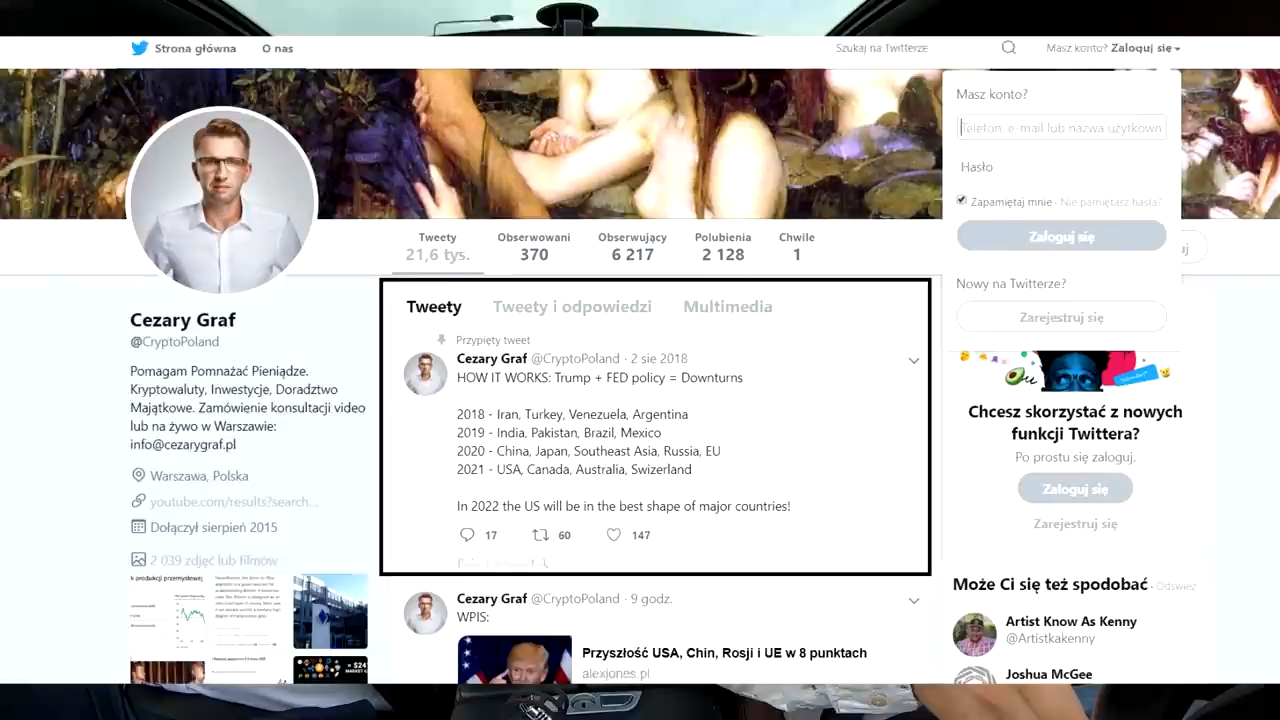 Strona główna
O nas
Szukaj na Twitterze
Masz konto? Zaloguj się
Masz konto?
Telefon, e-mail lub nazwa użytkown
Hasło
Zapamiętaj mnie · Nie pamiętasz hasła?
Zaloguj się
Nowy na Twitterze?
Zarejestruj się
Tweety
21,6 tys.
Obserwowani
370
Obserwujący
6 217
Polubienia
2 128
Chwile
1
Cezary Graf
@CryptoPoland
Pomagam Pomnażać Pieniądze.
Kryptowaluty, Inwestycje, Doradztwo
Majątkowe. Zamówienie konsultacji video
lub na żywo w Warszawie:
info@cezarygraf.pl
Warszawa, Polska
youtube.com/results?search...
Dołączył sierpień 2015
2 039 zdjęć lub filmów
Tweety
Tweety i odpowiedzi
Multimedia
Przypięty tweet
Cezary Graf @CryptoPoland · 2 sie 2018
HOW IT WORKS: Trump + FED policy = Downturns
2018 - Iran, Turkey, Venezuela, Argentina
2019 - India, Pakistan, Brazil, Mexico
2020 - China, Japan, Southeast Asia, Russia, EU
2021 - USA, Canada, Australia, Swizerland
In 2022 the US will be in the best shape of major countries!
17
60
147
Cezary Graf @CryptoPoland · 9 godz.
WPIS:
Przyszłość USA, Chin, Rosji i UE w 8 punktach
alexjones.pl
Chcesz skorzystać z nowych
funkcji Twittera?
Po prostu się zaloguj.
Zaloguj się
Zarejestruj się
Może Ci się też spodobać · Odśwież
Artist Know As Kenny
@Artistkakenny
Joshua McGee